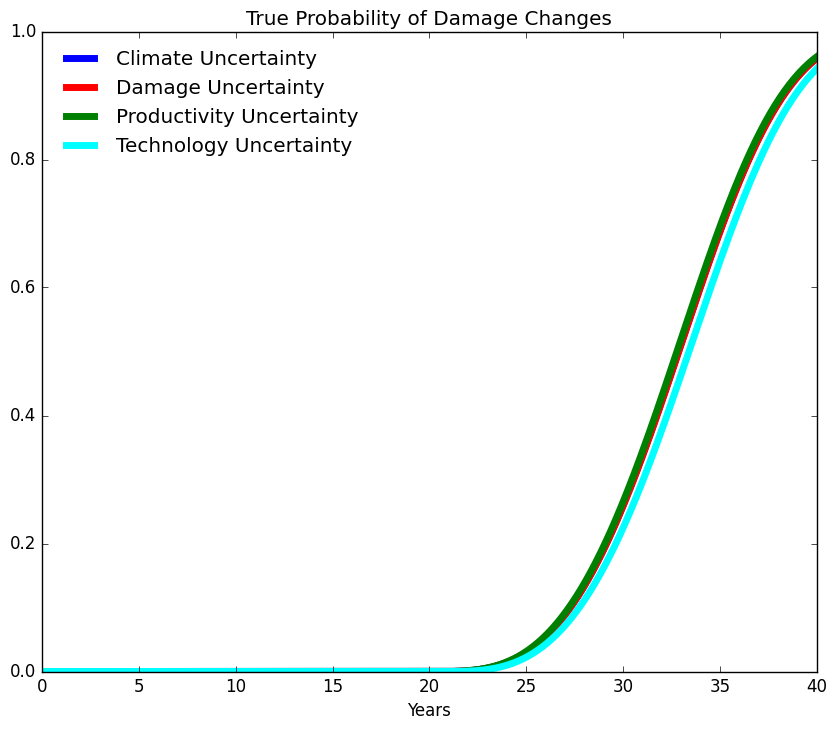 True Probability of Damage Changes
1.0
Climate Uncertainty
Damage Uncertainty
Productivity Uncertainty
Technology Uncertainty
0.8
0.6
0.4
0.2
0.0
0 5 10 15 20 25 30 35 40
Years